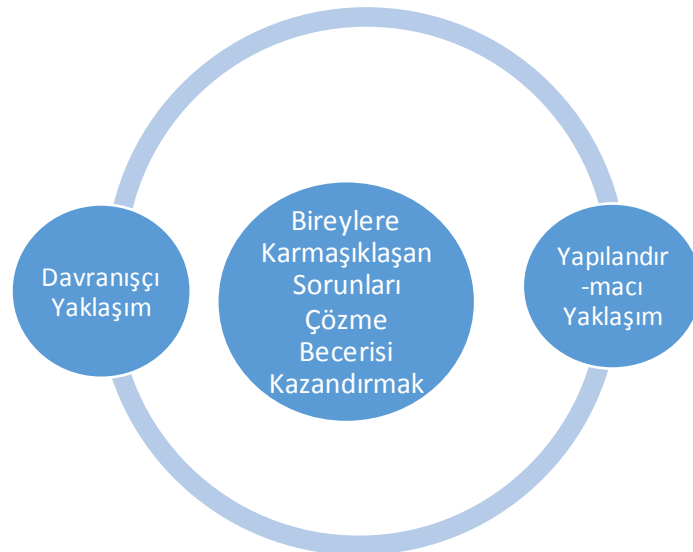 Davranışçı
Yaklaşım
Bireylere
Karmaşıklaşan
Sorunları
Çözme
Becerisi
Kazandırmak
Yapılandır
-macı
Yaklaşım